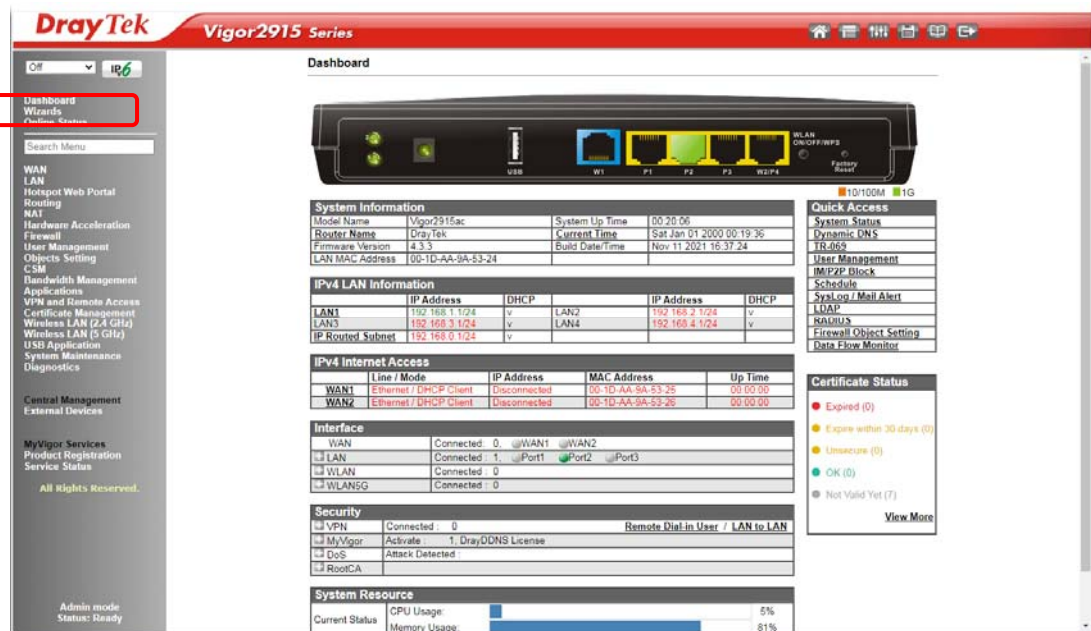 DrayTek Vigor2915 Series
Off IPv6
Dashboard
Wizards
Online Status
Search Menu
WAN
LAN
Hotspot Web Portal
Routing
NAT
Hardware Acceleration
Firewall
User Management
Objects Setting
CSM
Bandwidth Management
Applications
VPN and Remote Access
Certificate Management
Wireless LAN (2.4 GHz)
Wireless LAN (5 GHz)
USB Application
System Maintenance
Diagnostics
Central Management
External Devices
MyVigor Services
Product Registration
Service Status
All Rights Reserved.
Admin mode
Status: Ready
Dashboard
WLAN
ON/OFF/WPS
Factory
Reset
USB W1 P1 P2 P3 W2/P4
10/100M 1G
System Information
Model Name Vigor2915ac System Up Time 00:20:06
Router Name DrayTek Current Time Sat Jan 01 2000 00:19:36
Firmware Version 4.3.3 Build Date/Time Nov 11 2021 16:37:24
LAN MAC Address 00-1D-AA-9A-53-24
IPv4 LAN Information
IP Address DHCP IP Address DHCP
LAN1 192.168.1.1/24 v LAN2 192.168.2.1/24 v
LAN3 192.168.3.1/24 v LAN4 192.168.4.1/24 v
IP Routed Subnet 192.168.0.1/24 v
IPv4 Internet Access
Line / Mode IP Address MAC Address Up Time
WAN1 Ethernet / DHCP Client Disconnected 00-1D-AA-9A-53-25 00:00:00
WAN2 Ethernet / DHCP Client Disconnected 00-1D-AA-9A-53-26 00:00:00
Interface
WAN Connected: 0, WAN1 WAN2
LAN Connected : 1, Port1 Port2 Port3
WLAN Connected : 0
WLAN5G Connected : 0
Security
VPN Connected : 0 Remote Dial-in User / LAN to LAN
MyVigor Activate : 1, DrayDDNS License
DoS Attack Detected :
RootCA
System Resource
Current Status CPU Usage: 5%
Memory Usage: 81%
Quick Access
System Status
Dynamic DNS
TR-069
User Management
IM/P2P Block
Schedule
SysLog / Mail Alert
LDAP
RADIUS
Firewall Object Setting
Data Flow Monitor
Certificate Status
Expired (0)
Expire within 30 days (0)
Unsecure (0)
OK (0)
Not Valid Yet (7)
View More